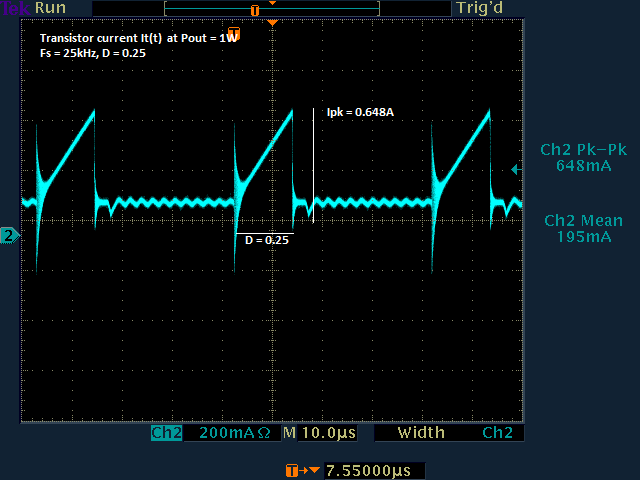 Tek Run Trig'd
T
T
Transistor current It(t) at Pout = 1W
Fs = 25kHz, D = 0.25
Ipk = 0.648A
Ch2 Pk-Pk
648mA
Ch2 Mean
195mA
2
D = 0.25
Ch2 200mAΩ M 10.0µs Width Ch2
T 7.55000µs